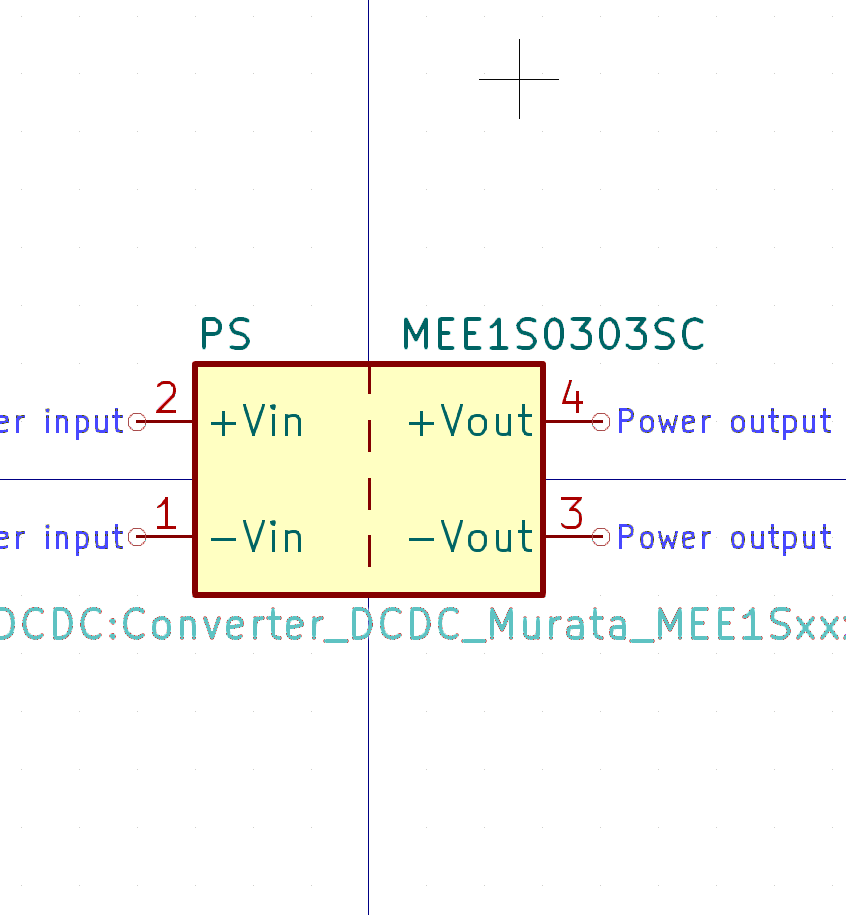 PS MEE1S0303SC
er input 2 +Vin +Vout 4 Power output
er input 1 -Vin -Vout 3 Power output
DCDC:Converter_DCDC_Murata_MEE1Sxxx